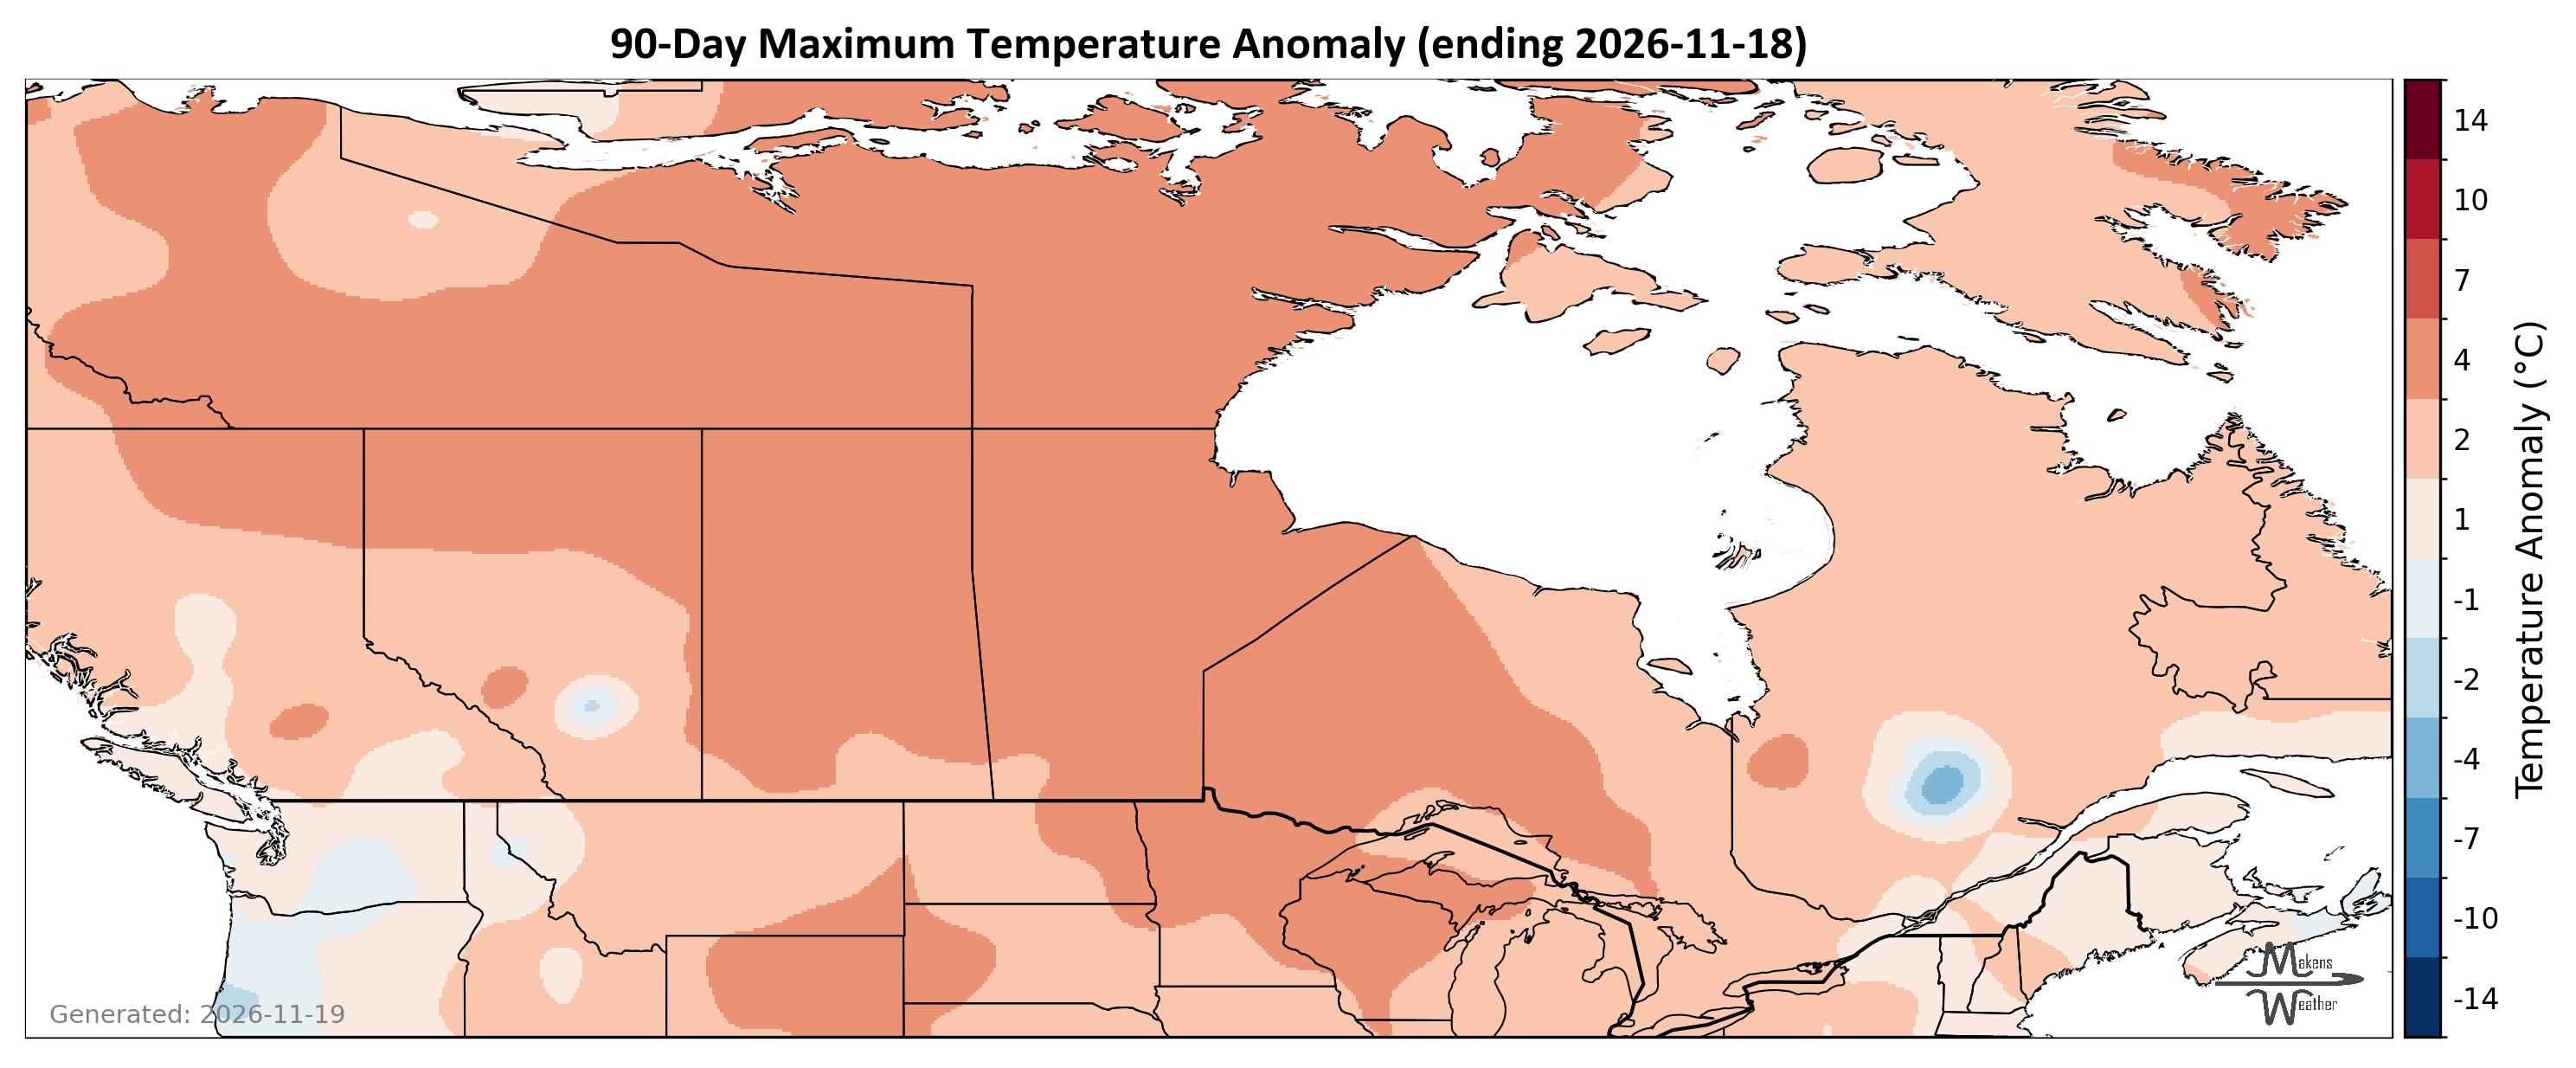 90-Day Maximum Temperature Anomaly (ending 2026-11-18)
14
10
7
4
2
1
-1
-2
-4
-7
-10
-14
Temperature Anomaly (°C)
Generated: 2026-11-19
Makens
Weather